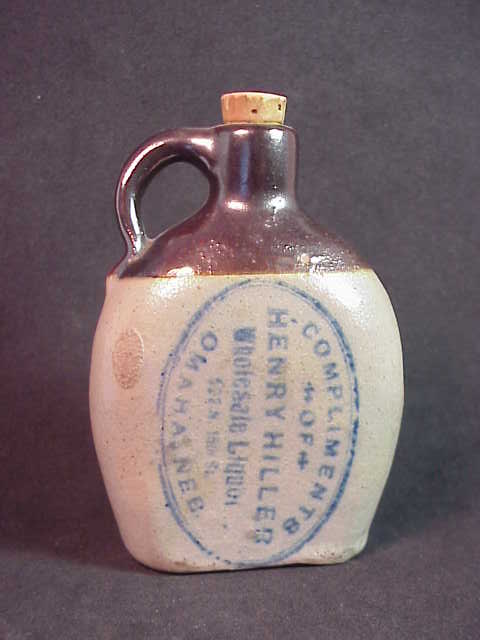 COMPLIMENTS
OF
HENRY HILLER
Wholesale Liquor
OMAHA, NEB